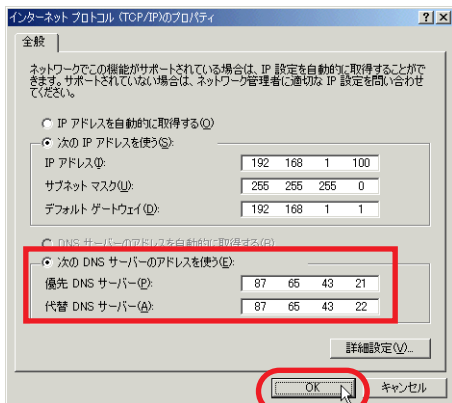 インターネット プロトコル (TCP/IP)のプロパティ
全般
ネットワークでこの機能がサポートされている場合は、IP 設定を自動的に取得することがで
きます。サポートされていない場合は、ネットワーク管理者に適切な IP 設定を問い合わせ
てください。
IP アドレスを自動的に取得する(O)
次の IP アドレスを使う(S):
IP アドレス(I): 192 168 1 100
サブネット マスク(U): 255 255 255 0
デフォルト ゲートウェイ(D): 192 168 1 1
DNS サーバーのアドレスを自動的に取得する(B)
次の DNS サーバーのアドレスを使う(E):
優先 DNS サーバー(P): 87 65 43 21
代替 DNS サーバー(A): 87 65 43 22
詳細設定(V)...
OK
キャンセル